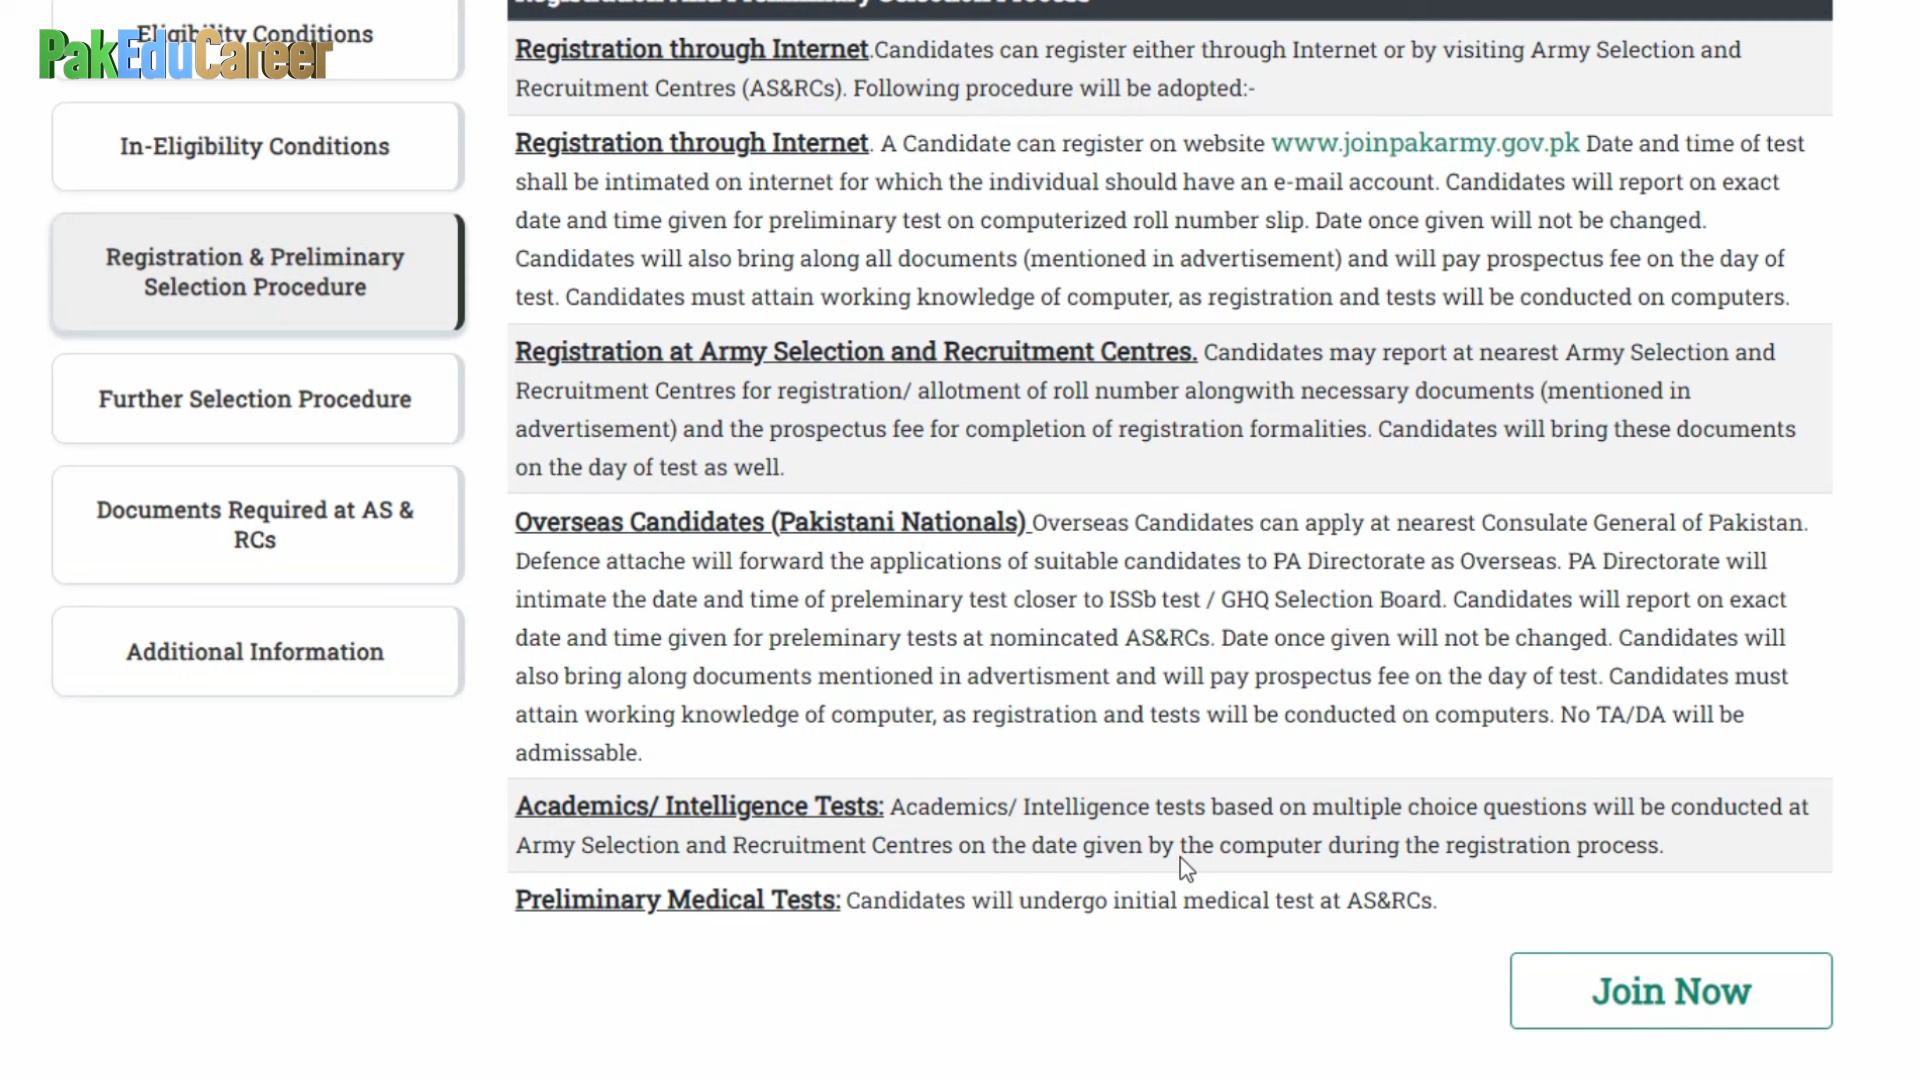 Registration And Preliminary Selection Process
Eligibility Conditions
PakEduCareer
In-Eligibility Conditions
Registration & Preliminary
Selection Procedure
Further Selection Procedure
Documents Required at AS &
RCs
Additional Information
Registration through Internet.Candidates can register either through Internet or by visiting Army Selection and
Recruitment Centres (AS&RCs). Following procedure will be adopted:-
Registration through Internet. A Candidate can register on website www.joinpakarmy.gov.pk Date and time of test
shall be intimated on internet for which the individual should have an e-mail account. Candidates will report on exact
date and time given for preliminary test on computerized roll number slip. Date once given will not be changed.
Candidates will also bring along all documents (mentioned in advertisement) and will pay prospectus fee on the day of
test. Candidates must attain working knowledge of computer, as registration and tests will be conducted on computers.
Registration at Army Selection and Recruitment Centres. Candidates may report at nearest Army Selection and
Recruitment Centres for registration/ allotment of roll number alongwith necessary documents (mentioned in
advertisement) and the prospectus fee for completion of registration formalities. Candidates will bring these documents
on the day of test as well.
Overseas Candidates (Pakistani Nationals) Overseas Candidates can apply at nearest Consulate General of Pakistan.
Defence attache will forward the applications of suitable candidates to PA Directorate as Overseas. PA Directorate will
intimate the date and time of preleminary test closer to ISSb test / GHQ Selection Board. Candidates will report on exact
date and time given for preleminary tests at nomincated AS&RCs. Date once given will not be changed. Candidates will
also bring along documents mentioned in advertisment and will pay prospectus fee on the day of test. Candidates must
attain working knowledge of computer, as registration and tests will be conducted on computers. No TA/DA will be
admissable.
Academics/ Intelligence Tests: Academics/ Intelligence tests based on multiple choice questions will be conducted at
Army Selection and Recruitment Centres on the date given by the computer during the registration process.
Preliminary Medical Tests: Candidates will undergo initial medical test at AS&RCs.
Join Now